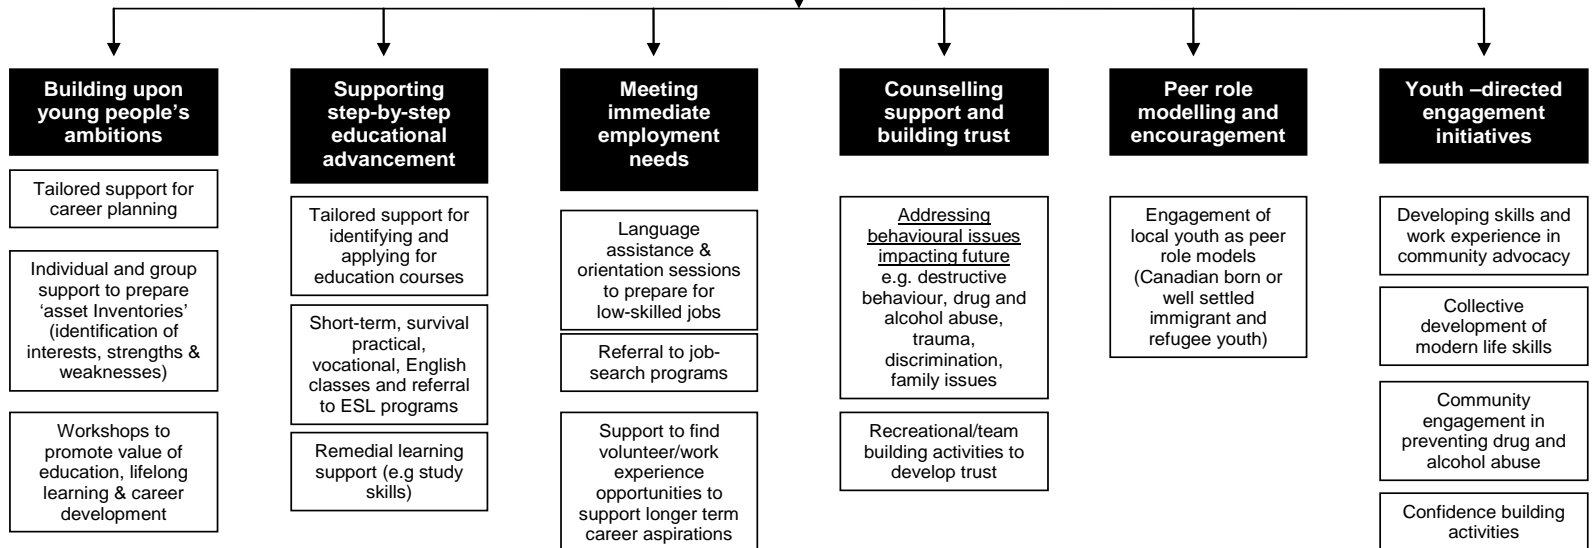 Building upon
young people's
ambitions
Tailored support for
career planning
Individual and group
support to prepare
'asset Inventories'
(identification of
interests, strengths &
weaknesses)
Workshops to
promote value of
education, lifelong
learning & career
development
Supporting
step-by-step
educational
advancement
Tailored support for
identifying and
applying for
education courses
Short-term, survival
practical,
vocational, English
classes and referral
to ESL programs
Remedial learning
support (e.g study
skills)
Meeting
immediate
employment
needs
Language
assistance &
orientation sessions
to prepare for
low-skilled jobs
Referral to job-
search programs
Support to find
volunteer/work
experience
opportunities to
support longer term
career aspirations
Counselling
support and
building trust
Addressing
behavioural issues
impacting future
e.g. destructive
behaviour, drug and
alcohol abuse,
trauma,
discrimination,
family issues
Recreational/team
building activities to
develop trust
Peer role
modelling and
encouragement
Engagement of
local youth as peer
role models
(Canadian born or
well settled
immigrant and
refugee youth)
Youth –directed
engagement
initiatives
Developing skills and
work experience in
community advocacy
Collective
development of
modern life skills
Community
engagement in
preventing drug and
alcohol abuse
Confidence building
activities